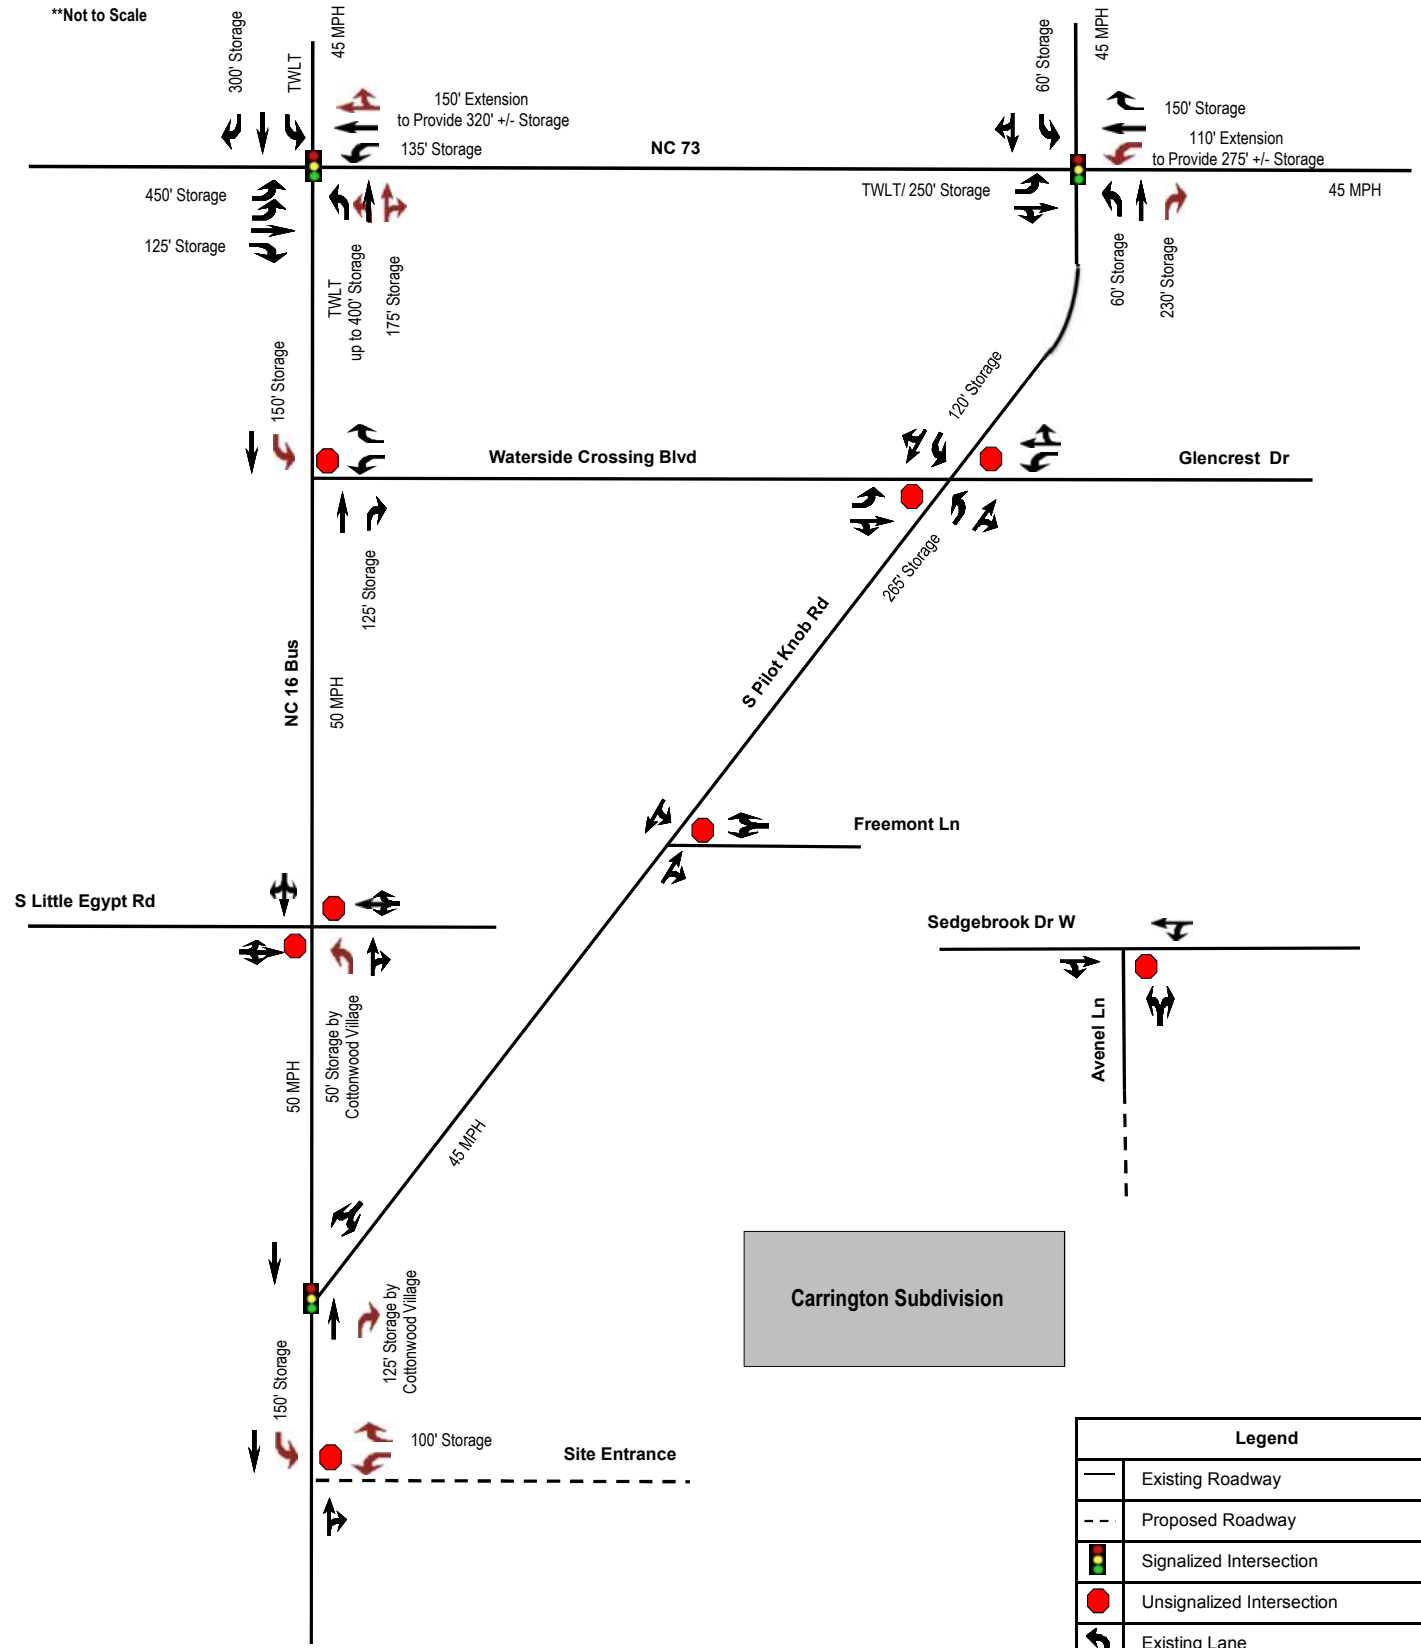 **Not to Scale
300' Storage
TWLT
45 MPH
150' Extension
to Provide 320' +/- Storage
135' Storage
NC 73
60' Storage
45 MPH
150' Storage
110' Extension
to Provide 275' +/- Storage
450' Storage
125' Storage
TWLT/ 250' Storage
45 MPH
TWLT
up to 400' Storage
175' Storage
60' Storage
230' Storage
150' Storage
120' Storage
Waterside Crossing Blvd
Glencrest Dr
125' Storage
265' Storage
NC 16 Bus
50 MPH
S Pilot Knob Rd
Freemont Ln
S Little Egypt Rd
Sedgebrook Dr W
50 MPH
50' Storage by
Cottonwood Village
Avenel Ln
45 MPH
Carrington Subdivision
125' Storage by
Cottonwood Village
150' Storage
100' Storage
Site Entrance
Legend
Existing Roadway
Proposed Roadway
Signalized Intersection
Unsignalized Intersection
Existing Lane